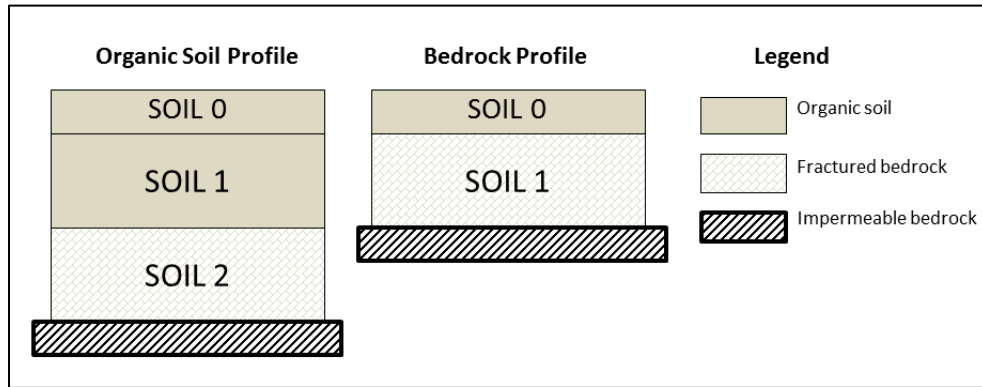 Organic Soil Profile
SOIL 0
SOIL 1
SOIL 2
Bedrock Profile
SOIL 0
SOIL 1
Legend
Organic soil
Fractured bedrock
Impermeable bedrock